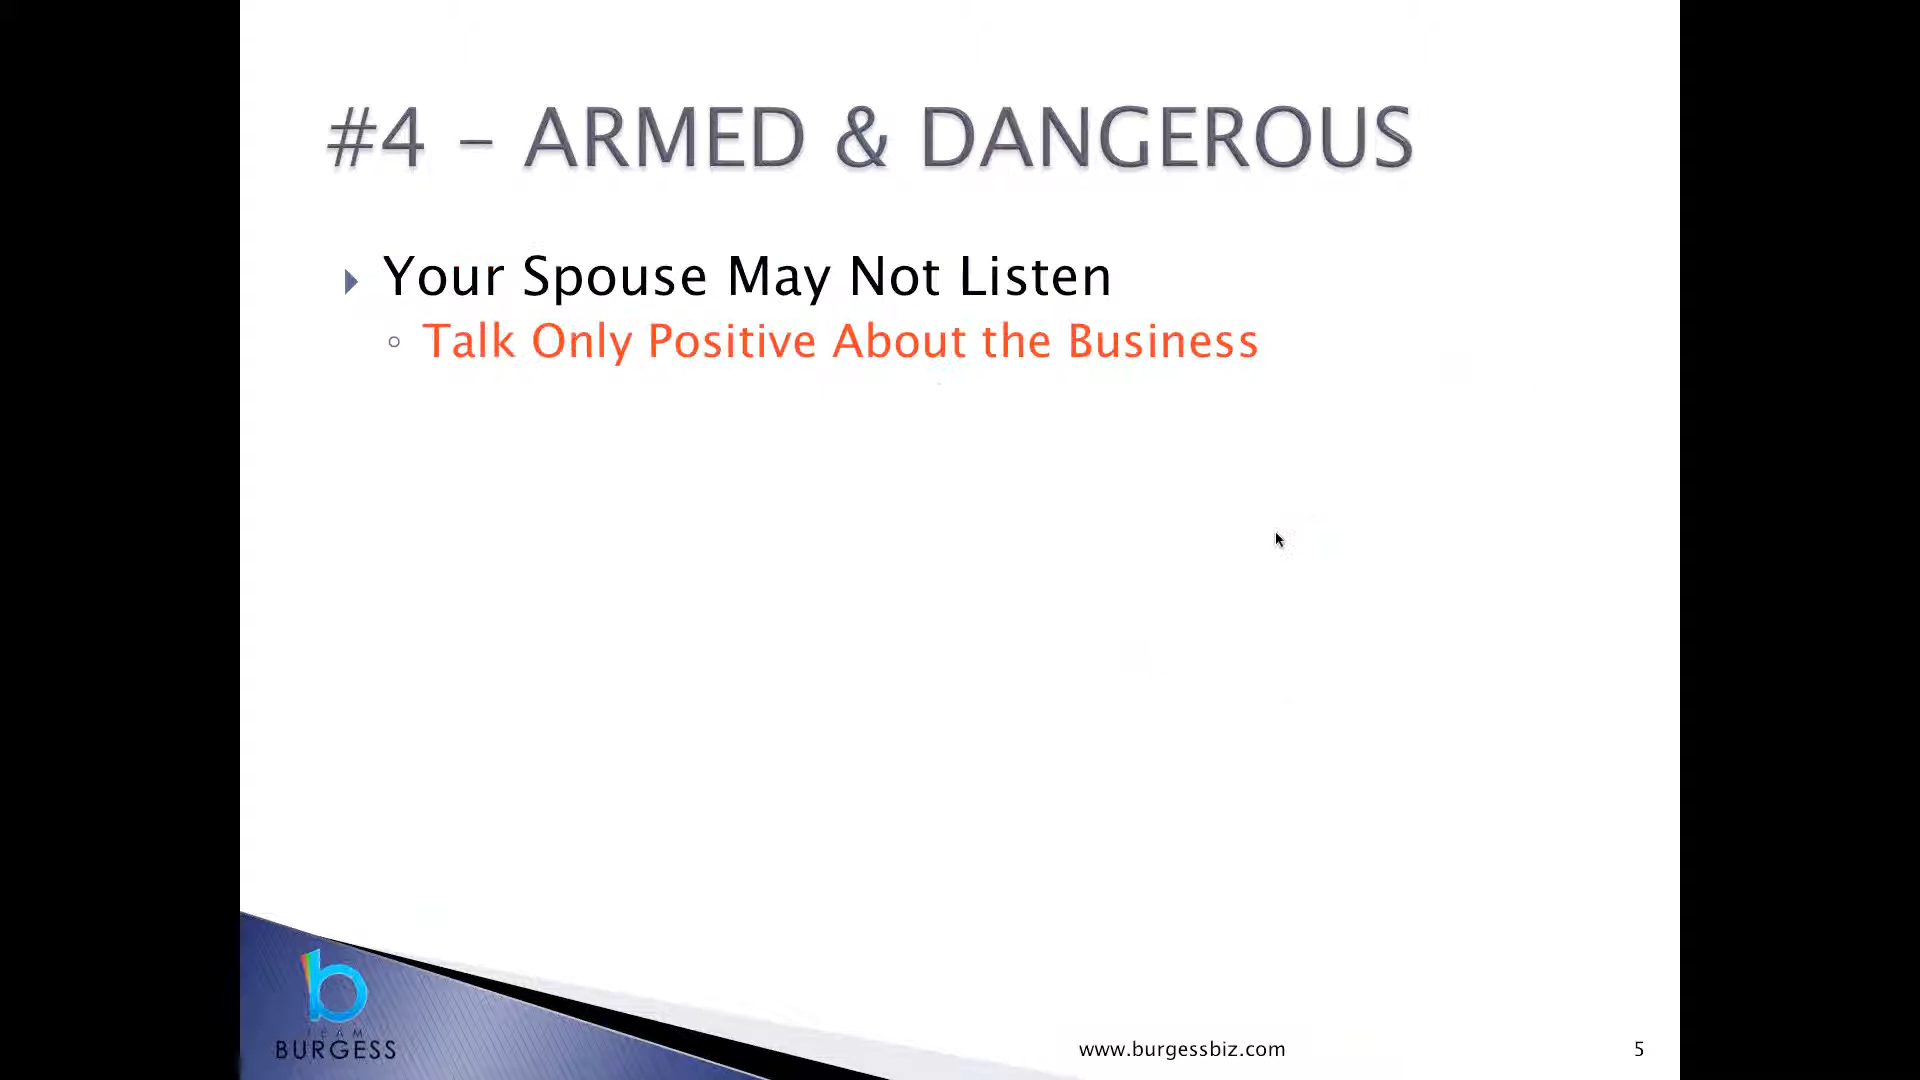 #4 – ARMED & DANGEROUS
Your Spouse May Not Listen
Talk Only Positive About the Business
TEAM
BURGESS
www.burgessbiz.com
5